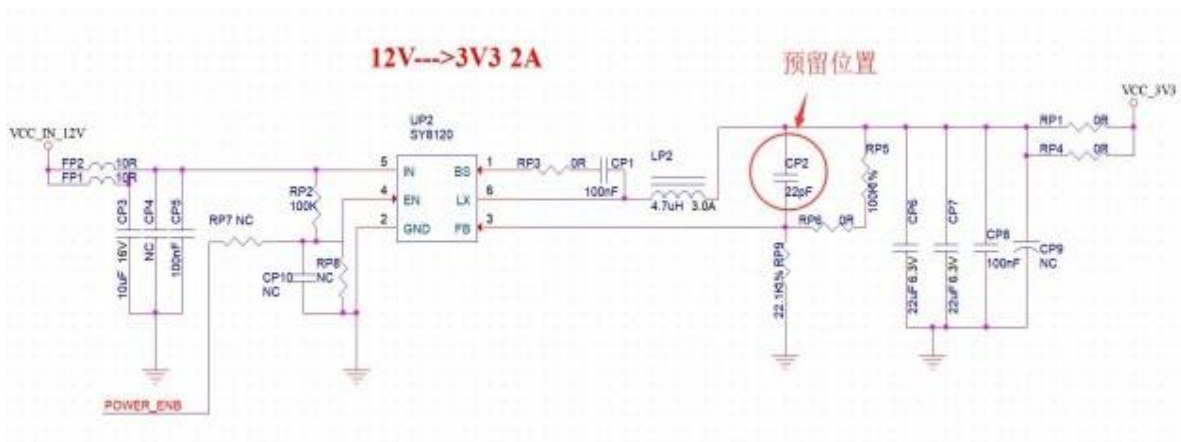 12V--->3V3 2A
预留位置
VCC_3V3
VCC_IN_12V
UP2
SY8120
RP1 0R
RP4 0R
FP2 10R
FP1 10R
5 IN BS 1
4 EN LX 6
2 GND FB 3
RP3 0R CP1
100nF
LP2
4.7uH 3.0A
CP2
22pF
RP5
100K1%
RP6 0R
22.1K1% RP9
RP2
100K
RP7 NC
CP10
NC
RP8
NC
10uF 16V CP3
NC CP4
100nF CP5
22uF 6.3V CP6
22uF 6.3V CP7
CP8
100nF
CP9
NC
POWER_ENB